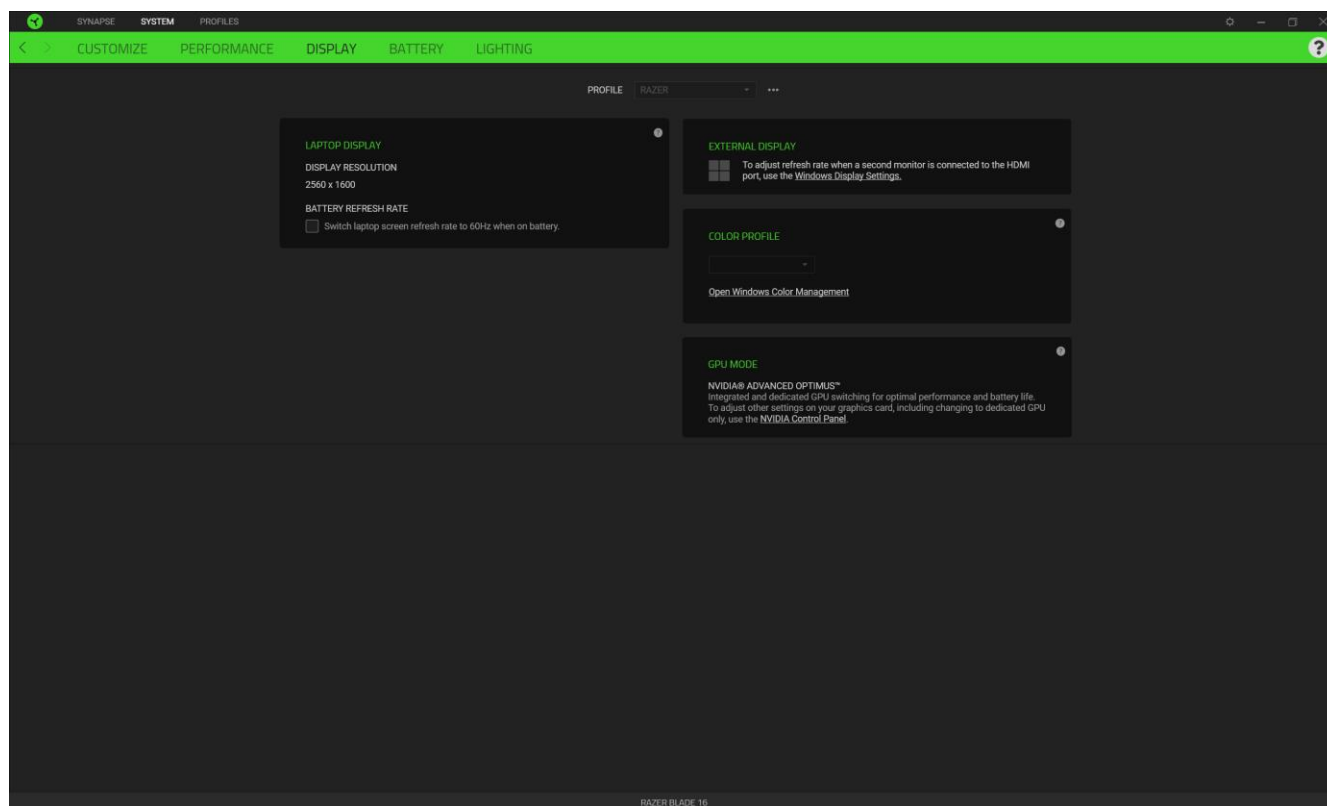 SYNAPSE SYSTEM PROFILES
CUSTOMIZE PERFORMANCE DISPLAY BATTERY LIGHTING
?
PROFILE RAZER
LAPTOP DISPLAY
?
DISPLAY RESOLUTION
2560 x 1600
BATTERY REFRESH RATE
Switch laptop screen refresh rate to 60Hz when on battery.
EXTERNAL DISPLAY
To adjust refresh rate when a second monitor is connected to the HDMI
port, use the Windows Display Settings.
?
COLOR PROFILE
Open Windows Color Management
?
GPU MODE
NVIDIA® ADVANCED OPTIMUS™
Integrated and dedicated GPU switching for optimal performance and battery life.
To adjust other settings on your graphics card, including changing to dedicated GPU
only, use the NVIDIA Control Panel.
RAZER BLADE 16